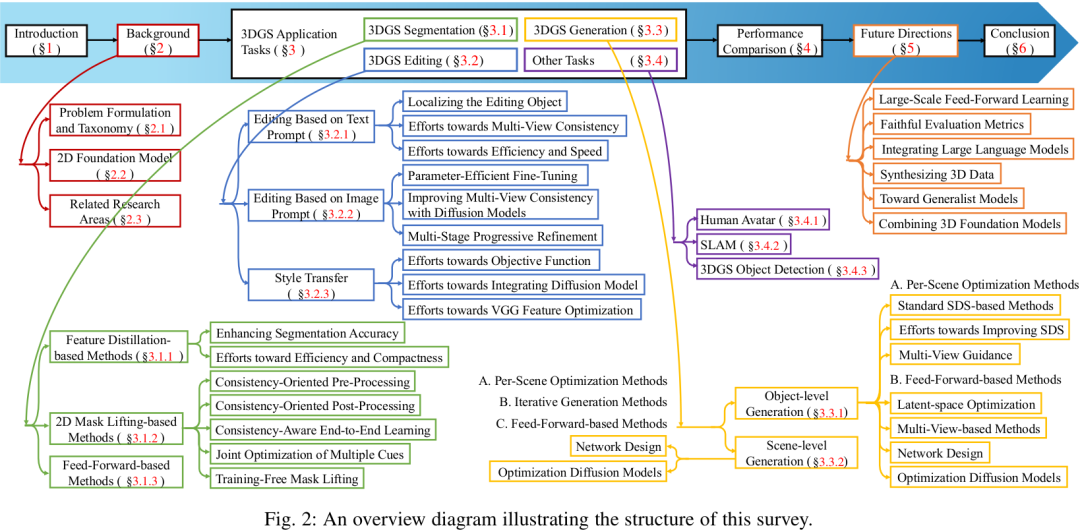 Introduction
(§1)
Background
(§2)
3DGS Application
Tasks (§3)
3DGS Segmentation (§3.1)
3DGS Editing (§3.2)
3DGS Generation (§3.3)
Other Tasks (§3.4)
Performance
Comparison (§4)
Future Directions
(§5)
Conclusion
(§6)
Problem Formulation
and Taxonomy (§2.1)
2D Foundation Model
(§2.2)
Related Research
Areas (§2.3)
Editing Based on Text
Prompt (§3.2.1)
Localizing the Editing Object
Efforts towards Multi-View Consistency
Efforts towards Efficiency and Speed
Editing Based on Image
Prompt (§3.2.2)
Parameter-Efficient Fine-Tuning
Improving Multi-View Consistency
with Diffusion Models
Multi-Stage Progressive Refinement
Style Transfer
(§3.2.3)
Efforts towards Objective Function
Efforts towards Integrating Diffusion Model
Efforts towards VGG Feature Optimization
Human Avatar (§3.4.1)
SLAM (§3.4.2)
3DGS Object Detection (§3.4.3)
Large-Scale Feed-Forward Learning
Faithful Evaluation Metrics
Integrating Large Language Models
Synthesizing 3D Data
Toward Generalist Models
Combining 3D Foundation Models
Feature Distillation-
based Methods (§3.1.1)
Enhancing Segmentation Accuracy
Efforts toward Efficiency and Compactness
2D Mask Lifting-based
Methods (§3.1.2)
Consistency-Oriented Pre-Processing
Consistency-Oriented Post-Processing
Consistency-Aware End-to-End Learning
Joint Optimization of Multiple Cues
Training-Free Mask Lifting
Feed-Forward-based
Methods (§3.1.3)
A. Per-Scene Optimization Methods
B. Iterative Generation Methods
C. Feed-Forward-based Methods
Network Design
Optimization Diffusion Models
Object-level
Generation (§3.3.1)
Scene-level
Generation (§3.3.2)
A. Per-Scene Optimization Methods
Standard SDS-based Methods
Efforts towards Improving SDS
Multi-View Guidance
B. Feed-Forward-based Methods
Latent-space Optimization
Multi-View-based Methods
Network Design
Optimization Diffusion Models
Fig. 2: An overview diagram illustrating the structure of this survey.